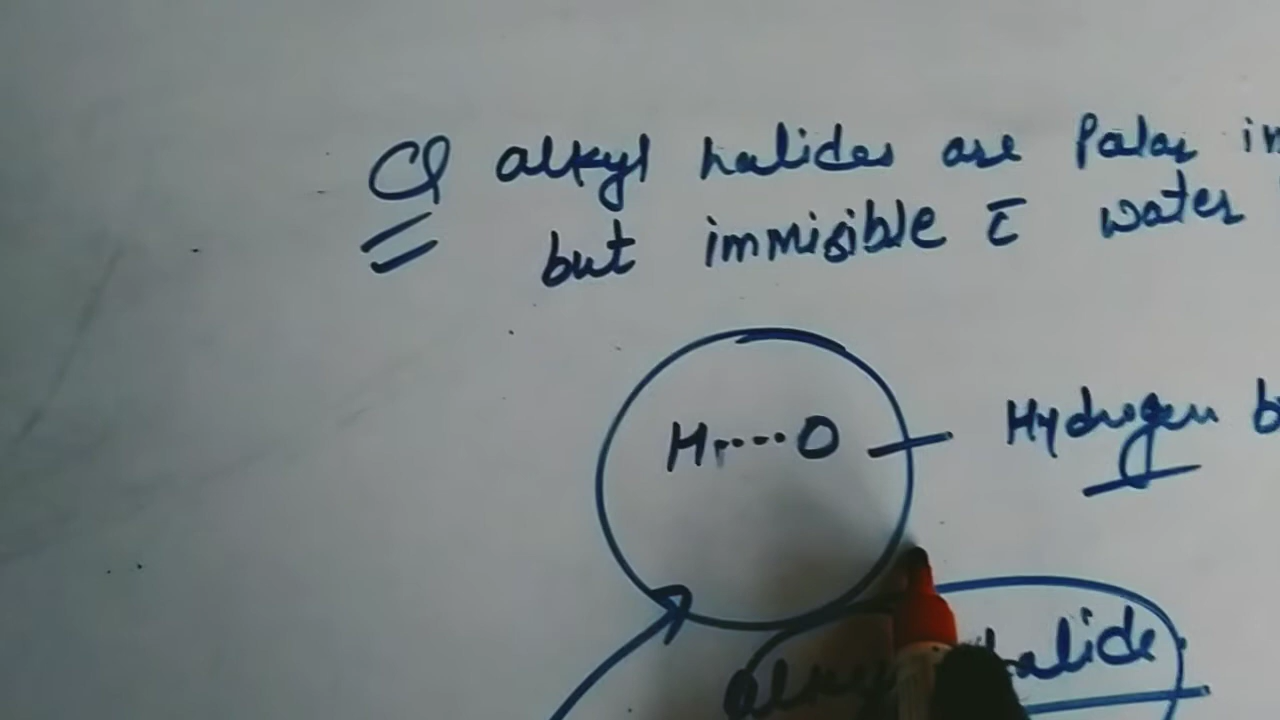 Q alkyl halides are Polar in
but immisible c̅ water
H....O — Hydrogen b
alkyl halide